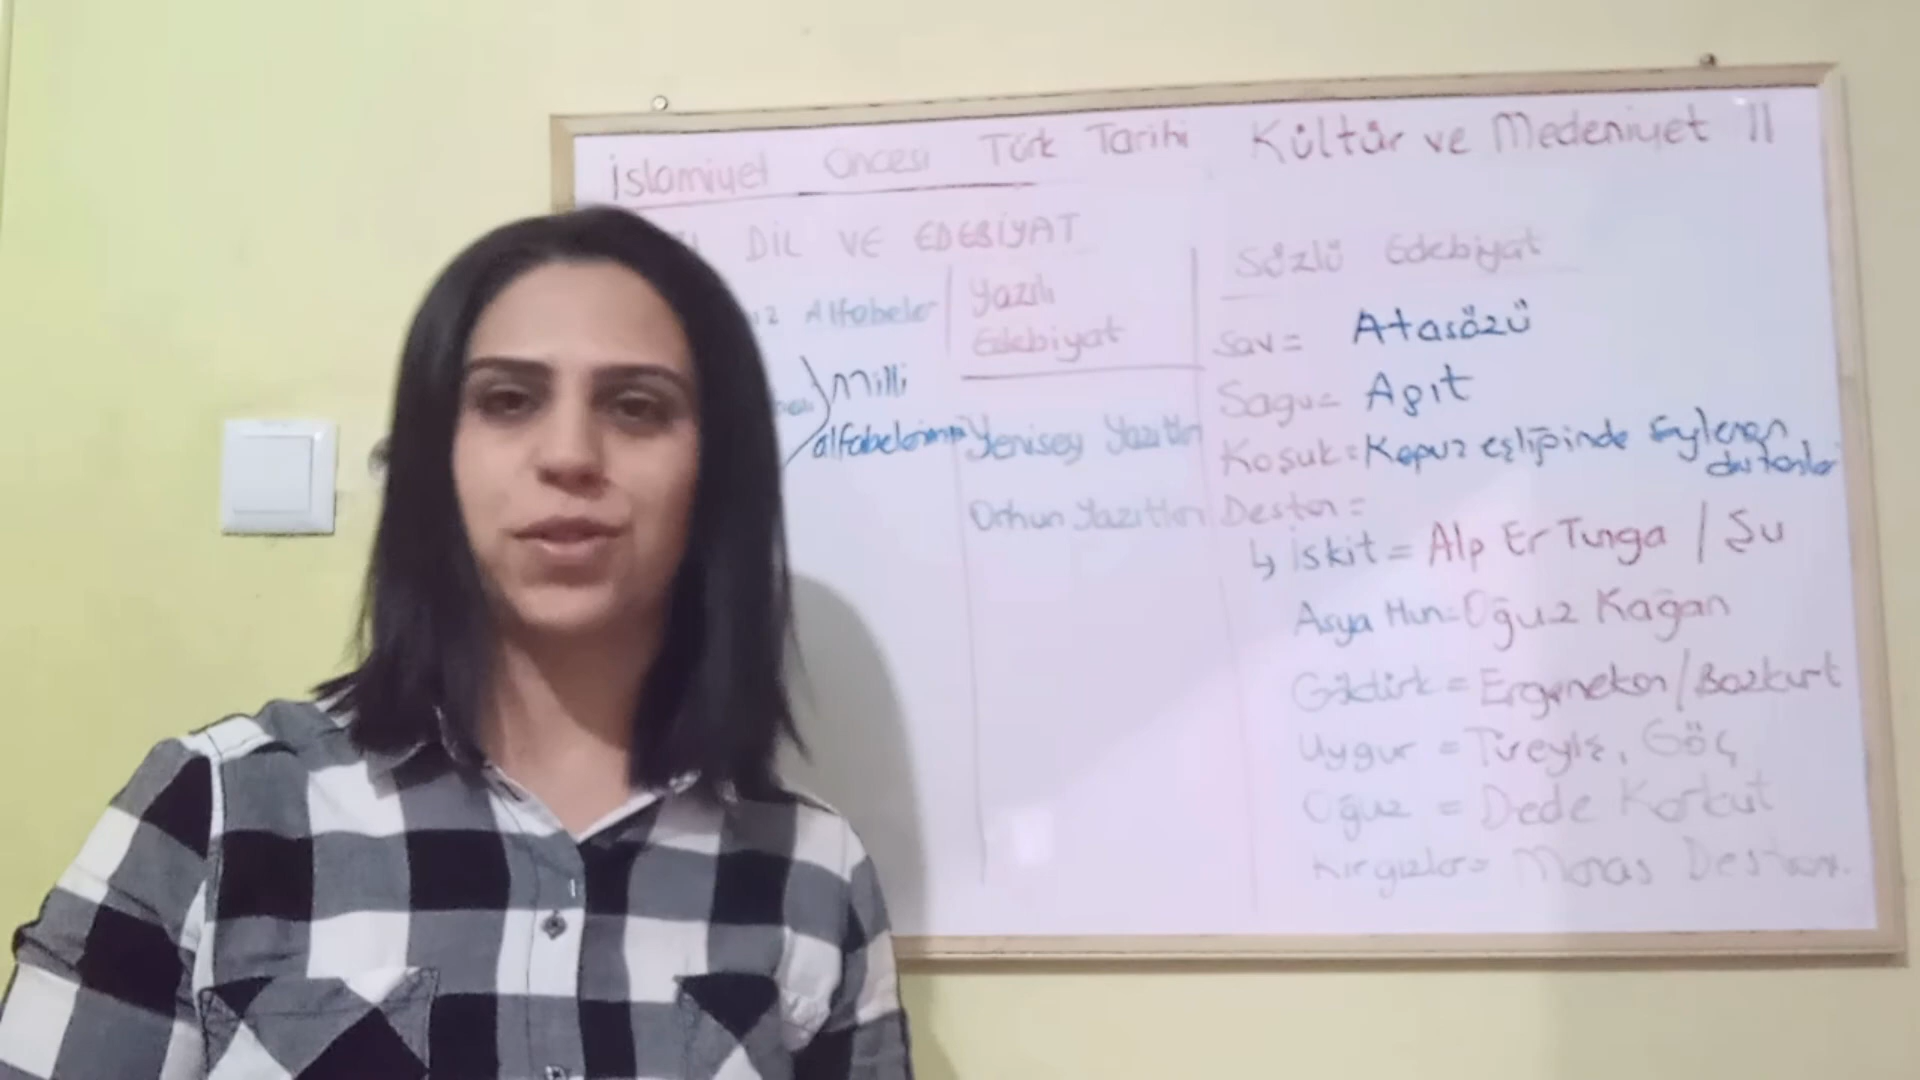 İslamiyet Öncesi Türk Tarihi Kültür ve Medeniyet II
DİL VE EDEBİYAT
Alfabeler
Milli
alfabelerimiz
Yazılı
Edebiyat
Yenisey Yazıtları
Orhun Yazıtları
Sözlü Edebiyat
Sav = Atasözü
Sagu = Ağıt
Koşuk = Kopuz eşliğinde Söylenen
destanlar
Destan =
↳ İskit = Alp Er Tunga / Şu
Asya Hun = Oğuz Kağan
Göktürk = Ergenekon / Bozkurt
Uygur = Türeyiş, Göç
Oğuz = Dede Korkut
Kırgızlar = Manas Destanı